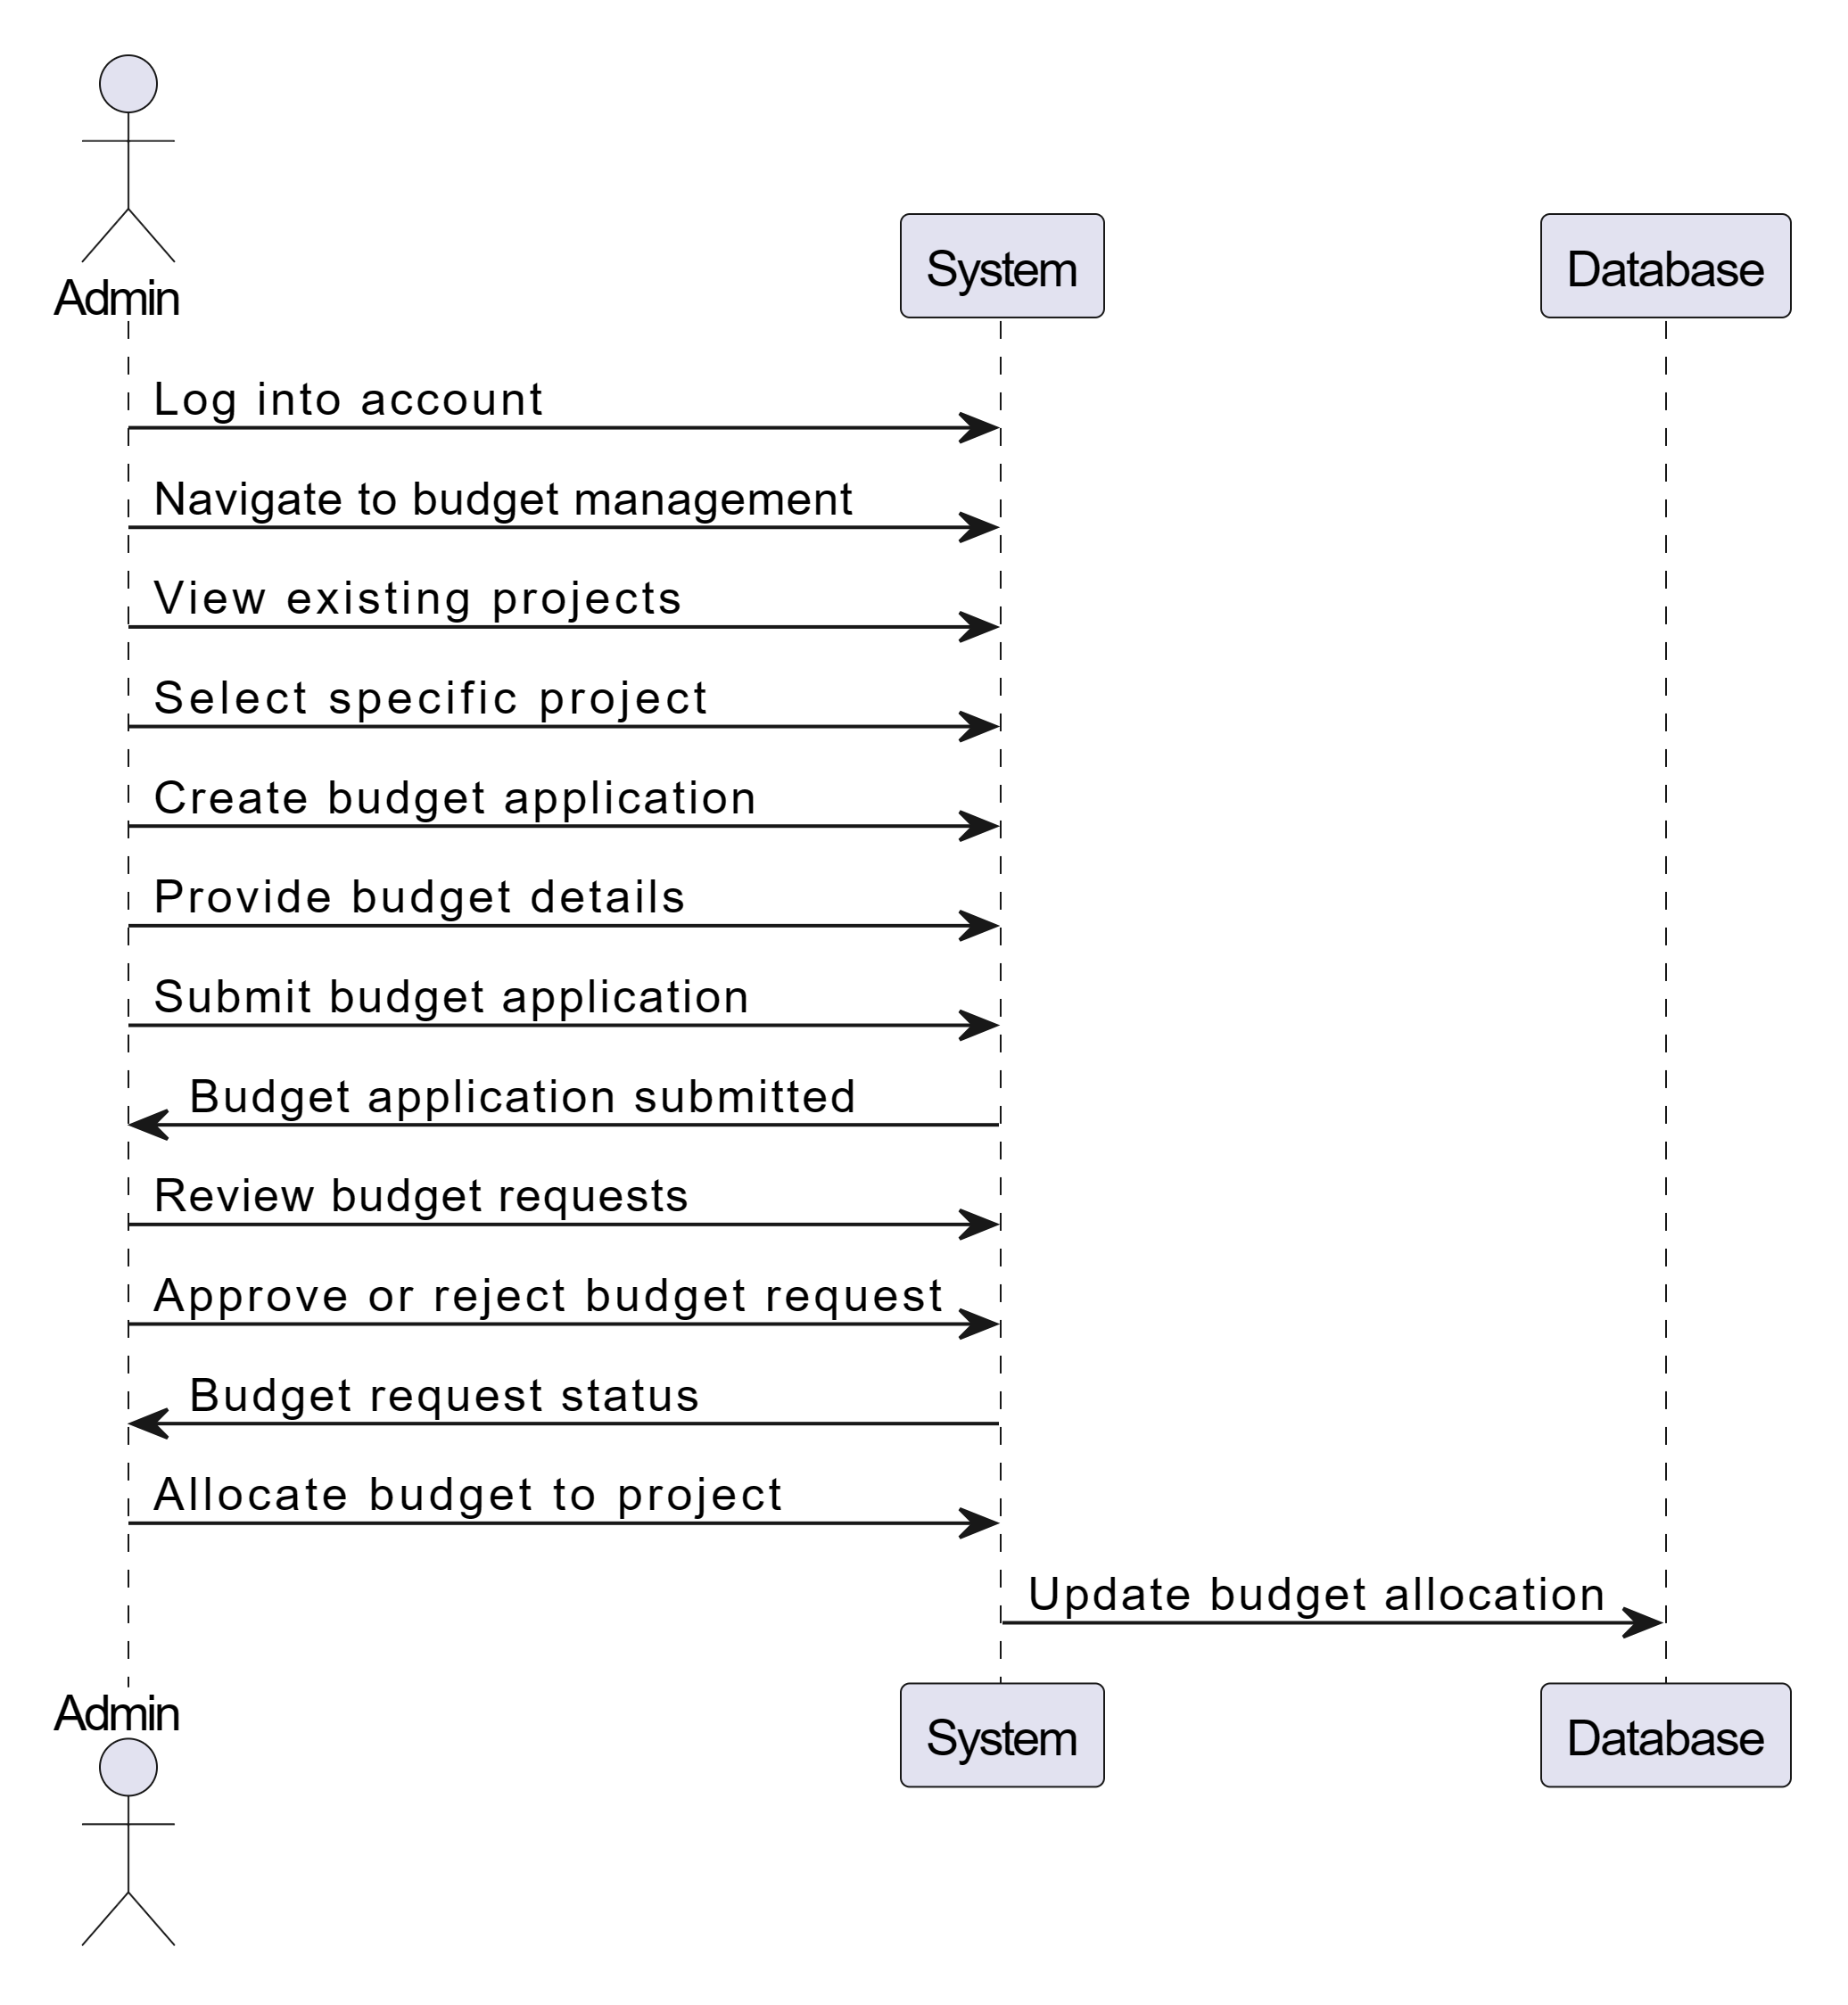 Admin
System
Database
Log into account
Navigate to budget management
View existing projects
Select specific project
Create budget application
Provide budget details
Submit budget application
Budget application submitted
Review budget requests
Approve or reject budget request
Budget request status
Allocate budget to project
Update budget allocation
Admin
System
Database